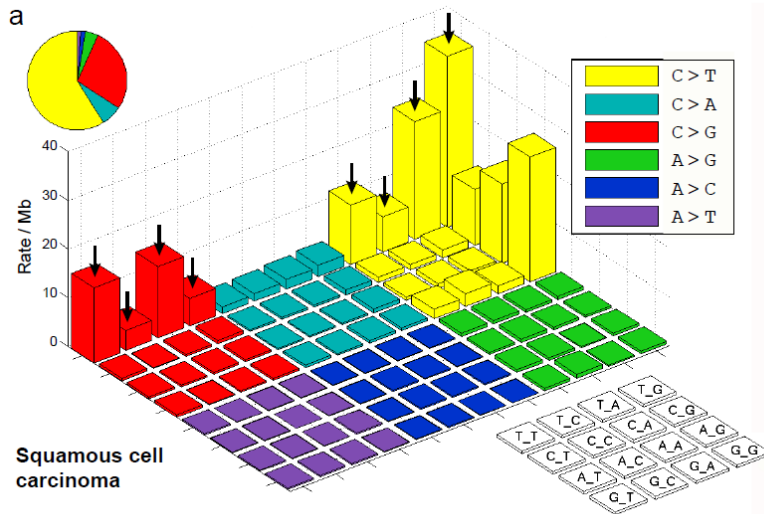 a
C > T
C > A
C > G
A > G
A > C
A > T
40
30
20
10
0
Rate / Mb
Squamous cell
carcinoma
T_G
T_A C_G
T_C C_A A_G
T_T C_C A_A G_G
C_T A_C G_A
A_T G_C
G_T